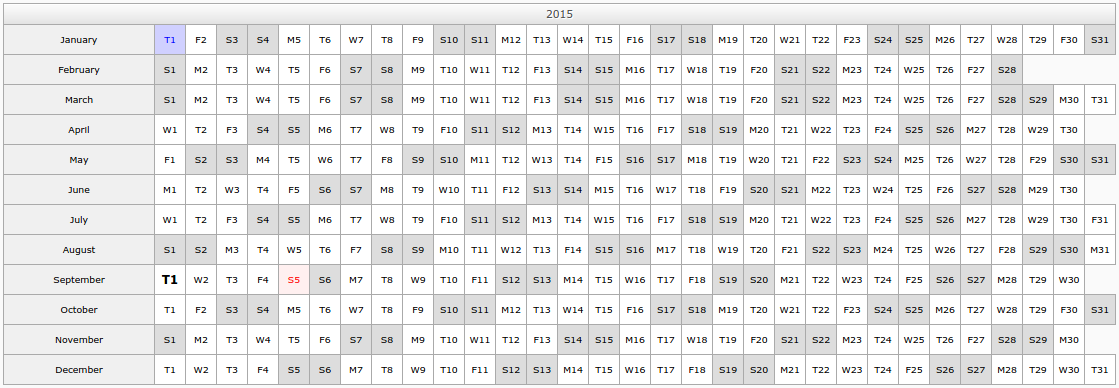 2015
January T1 F2 S3 S4 M5 T6 W7 T8 F9 S10 S11 M12 T13 W14 T15 F16 S17 S18 M19 T20 W21 T22 F23 S24 S25 M26 T27 W28 T29 F30 S31
February S1 M2 T3 W4 T5 F6 S7 S8 M9 T10 W11 T12 F13 S14 S15 M16 T17 W18 T19 F20 S21 S22 M23 T24 W25 T26 F27 S28
March S1 M2 T3 W4 T5 F6 S7 S8 M9 T10 W11 T12 F13 S14 S15 M16 T17 W18 T19 F20 S21 S22 M23 T24 W25 T26 F27 S28 S29 M30 T31
April W1 T2 F3 S4 S5 M6 T7 W8 T9 F10 S11 S12 M13 T14 W15 T16 F17 S18 S19 M20 T21 W22 T23 F24 S25 S26 M27 T28 W29 T30
May F1 S2 S3 M4 T5 W6 T7 F8 S9 S10 M11 T12 W13 T14 F15 S16 S17 M18 T19 W20 T21 F22 S23 S24 M25 T26 W27 T28 F29 S30 S31
June M1 T2 W3 T4 F5 S6 S7 M8 T9 W10 T11 F12 S13 S14 M15 T16 W17 T18 F19 S20 S21 M22 T23 W24 T25 F26 S27 S28 M29 T30
July W1 T2 F3 S4 S5 M6 T7 W8 T9 F10 S11 S12 M13 T14 W15 T16 F17 S18 S19 M20 T21 W22 T23 F24 S25 S26 M27 T28 W29 T30 F31
August S1 S2 M3 T4 W5 T6 F7 S8 S9 M10 T11 W12 T13 F14 S15 S16 M17 T18 W19 T20 F21 S22 S23 M24 T25 W26 T27 F28 S29 S30 M31
September T1 W2 T3 F4 S5 S6 M7 T8 W9 T10 F11 S12 S13 M14 T15 W16 T17 F18 S19 S20 M21 T22 W23 T24 F25 S26 S27 M28 T29 W30
October T1 F2 S3 S4 M5 T6 W7 T8 F9 S10 S11 M12 T13 W14 T15 F16 S17 S18 M19 T20 W21 T22 F23 S24 S25 M26 T27 W28 T29 F30 S31
November S1 M2 T3 W4 T5 F6 S7 S8 M9 T10 W11 T12 F13 S14 S15 M16 T17 W18 T19 F20 S21 S22 M23 T24 W25 T26 F27 S28 S29 M30
December T1 W2 T3 F4 S5 S6 M7 T8 W9 T10 F11 S12 S13 M14 T15 W16 T17 F18 S19 S20 M21 T22 W23 T24 F25 S26 S27 M28 T29 W30 T31